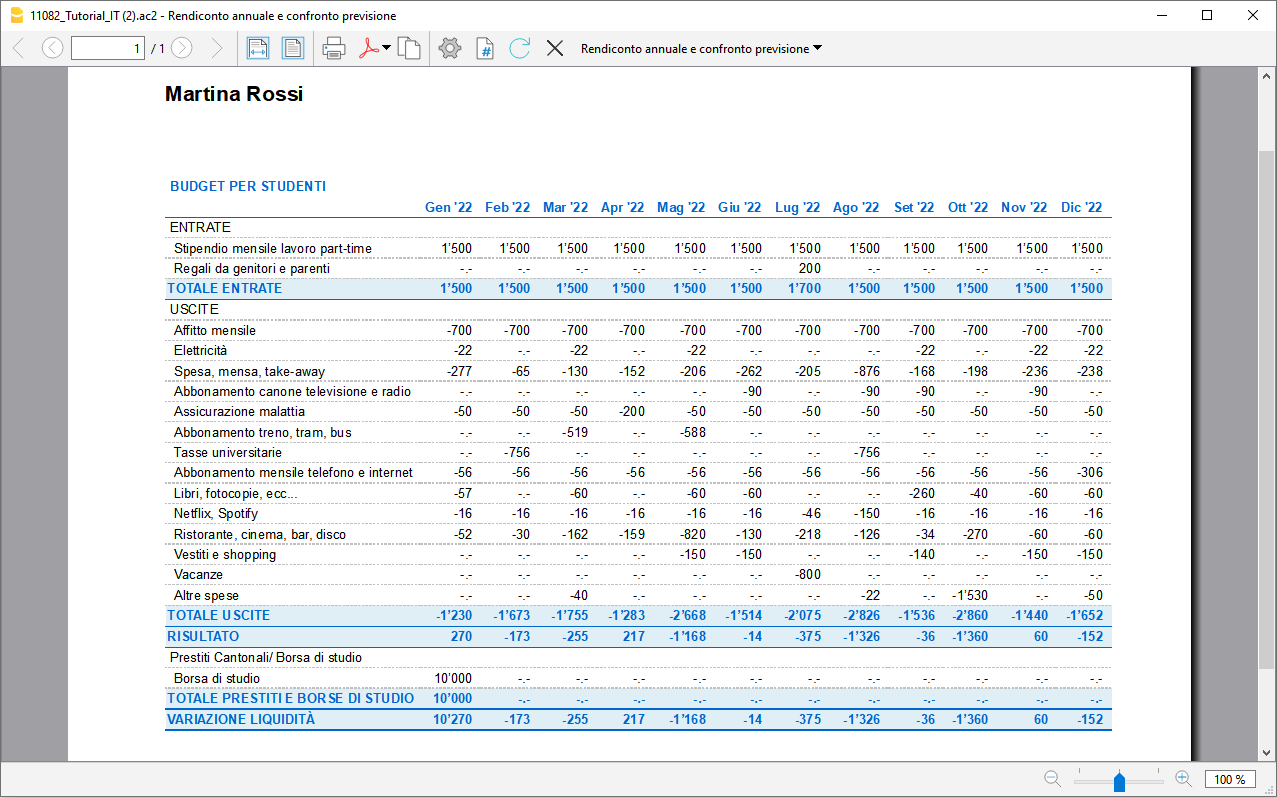 11082_Tutorial_IT (2).ac2 - Rendiconto annuale e confronto previsione
1 / 1 Rendiconto annuale e confronto previsione
Martina Rossi
BUDGET PER STUDENTI
Gen '22 Feb '22 Mar '22 Apr '22 Mag '22 Giu '22 Lug '22 Ago '22 Set '22 Ott '22 Nov '22 Dic '22
ENTRATE
Stipendio mensile lavoro part-time 1'500 1'500 1'500 1'500 1'500 1'500 1'500 1'500 1'500 1'500 1'500 1'500
Regali da genitori e parenti -.- -.- -.- -.- -.- -.- 200 -.- -.- -.- -.- -.-
TOTALE ENTRATE 1'500 1'500 1'500 1'500 1'500 1'500 1'700 1'500 1'500 1'500 1'500 1'500
USCITE
Affitto mensile -700 -700 -700 -700 -700 -700 -700 -700 -700 -700 -700 -700
Elettricità -22 -.- -22 -.- -22 -.- -.- -.- -22 -.- -22 -22
Spesa, mensa, take-away -277 -65 -130 -152 -206 -262 -205 -876 -168 -198 -236 -238
Abbonamento canone televisione e radio -.- -.- -.- -.- -.- -90 -.- -90 -90 -.- -90 -.-
Assicurazione malattia -50 -50 -50 -200 -50 -50 -50 -50 -50 -50 -50 -50
Abbonamento treno, tram, bus -.- -.- -519 -.- -588 -.- -.- -.- -.- -.- -.- -.-
Tasse universitarie -.- -756 -.- -.- -.- -.- -.- -756 -.- -.- -.- -.-
Abbonamento mensile telefono e internet -56 -56 -56 -56 -56 -56 -56 -56 -56 -56 -56 -306
Libri, fotocopie, ecc... -57 -.- -60 -.- -60 -60 -.- -.- -260 -40 -60 -60
Netflix, Spotify -16 -16 -16 -16 -16 -16 -46 -150 -16 -16 -16 -16
Ristorante, cinema, bar, disco -52 -30 -162 -159 -820 -130 -218 -126 -34 -270 -60 -60
Vestiti e shopping -.- -.- -.- -.- -150 -150 -.- -.- -140 -.- -150 -150
Vacanze -.- -.- -.- -.- -.- -.- -800 -.- -.- -.- -.- -.-
Altre spese -.- -.- -40 -.- -.- -.- -.- -22 -.- -1'530 -.- -50
TOTALE USCITE -1'230 -1'673 -1'755 -1'283 -2'668 -1'514 -2'075 -2'826 -1'536 -2'860 -1'440 -1'652
RISULTATO 270 -173 -255 217 -1'168 -14 -375 -1'326 -36 -1'360 60 -152
Prestiti Cantonali/ Borsa di studio
Borsa di studio 10'000 -.- -.- -.- -.- -.- -.- -.- -.- -.- -.- -.-
TOTALE PRESTITI E BORSE DI STUDIO 10'000 -.- -.- -.- -.- -.- -.- -.- -.- -.- -.- -.-
VARIAZIONE LIQUIDITÀ 10'270 -173 -255 217 -1'168 -14 -375 -1'326 -36 -1'360 60 -152
100 %